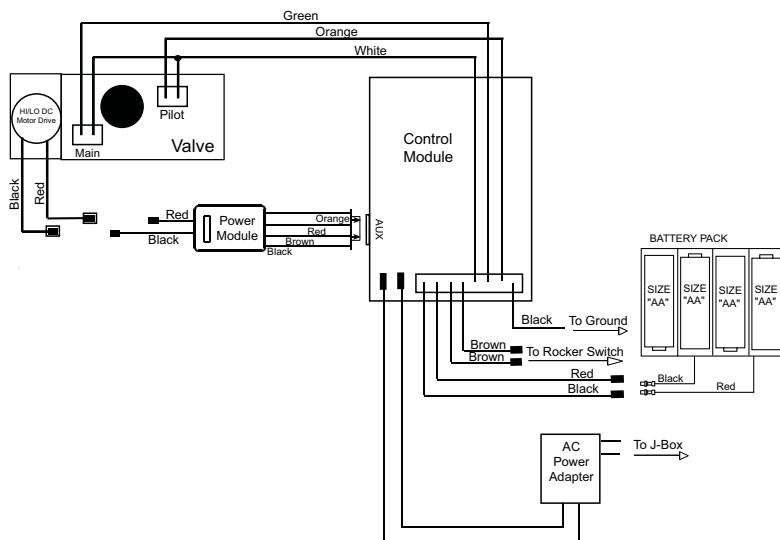 Green
Orange
White
HI/LO DC
Motor Drive
Pilot
Main
Valve
Control
Module
Black
Red
Red
Black
Power
Module
Orange
Red
Brown
Black
AUX
BATTERY PACK
SIZE
"AA"
SIZE
"AA"
SIZE
"AA"
SIZE
"AA"
Black
To Ground
Brown
Brown
To Rocker Switch
Red
Black
Black
Red
AC
Power
Adapter
To J-Box